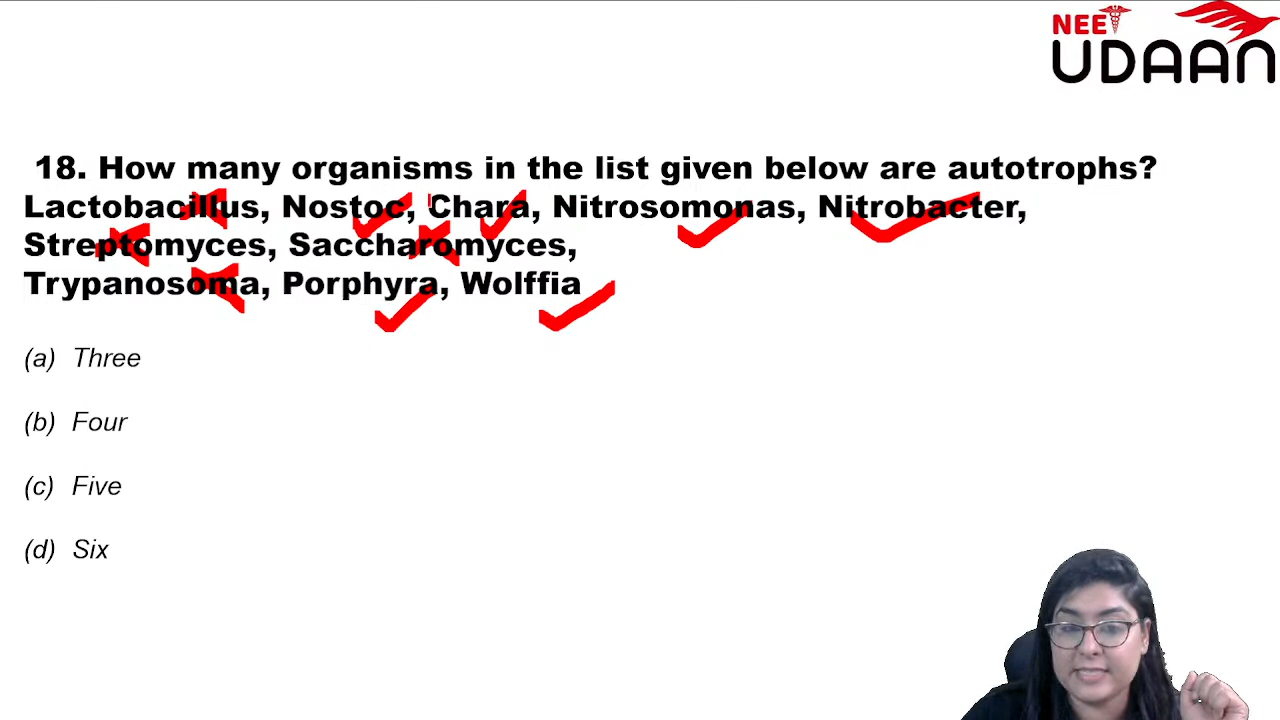 NEET
UDAAN
18. How many organisms in the list given below are autotrophs?
Lactobacillus, Nostoc, Chara, Nitrosomonas, Nitrobacter,
Streptomyces, Saccharomyces,
Trypanosoma, Porphyra, Wolffia
(a) Three
(b) Four
(c) Five
(d) Six